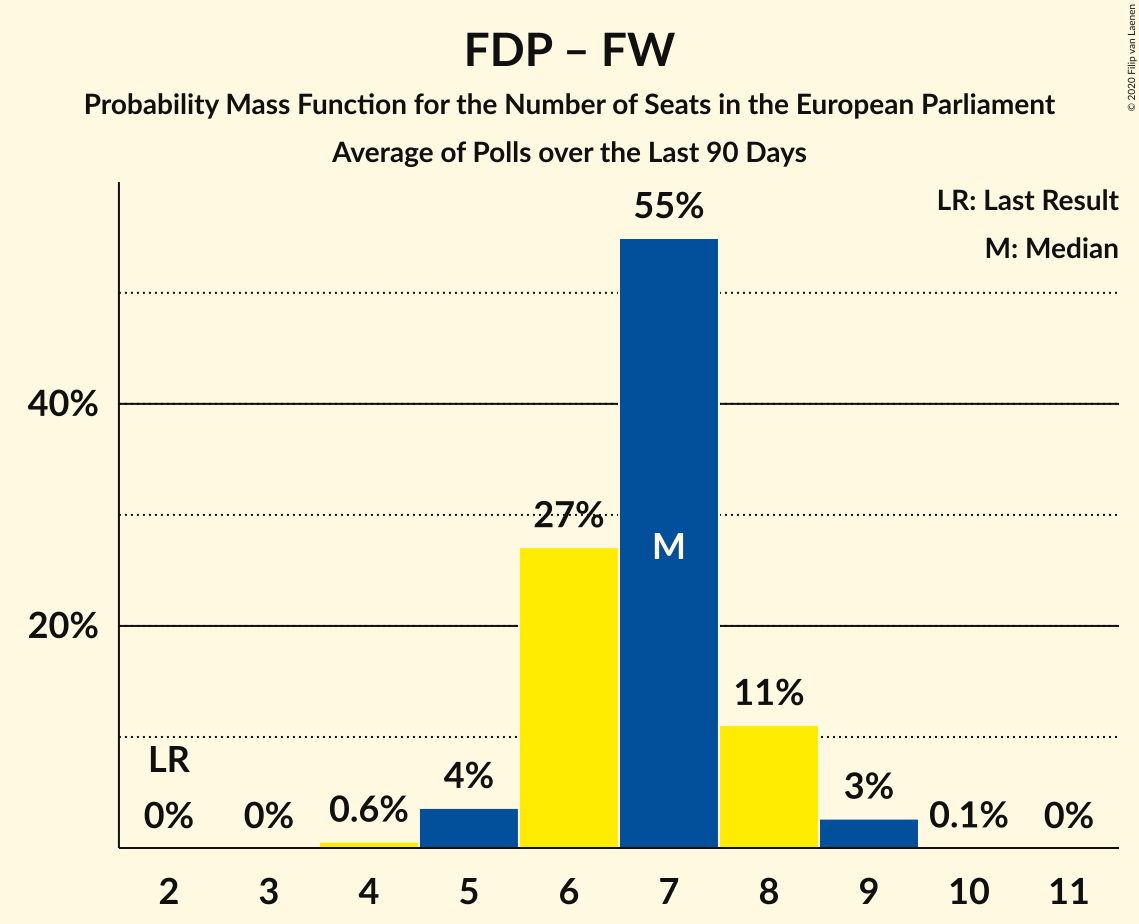 FDP – FW
Probability Mass Function for the Number of Seats in the European Parliament
Average of Polls over the Last 90 Days
© 2020 Filip van Laenen
LR: Last Result
M: Median
55%
40%
27%
M
20%
11%
LR
4%
3%
0%
0%
0.6%
0.1%
0%
2 3 4 5 6 7 8 9 10 11